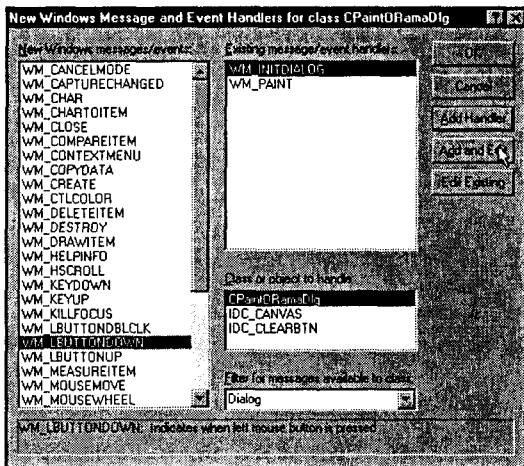 New Windows Message and Event Handlers for class CPaintORamaDlg
New Windows messages/events:
WM_CANCELMODE
WM_CAPTURECHANGED
WM_CHAR
WM_CHARTOITEM
WM_CLOSE
WM_COMPAREITEM
WM_CONTEXTMENU
WM_COPYDATA
WM_CREATE
WM_CTLCOLOR
WM_DELETEITEM
WM_DESTROY
WM_DRAWITEM
WM_HELPINFO
WM_HSCROLL
WM_KEYDOWN
WM_KEYUP
WM_KILLFOCUS
WM_LBUTTONDBLCLK
WM_LBUTTONDOWN
WM_LBUTTONUP
WM_MEASUREITEM
WM_MOUSEMOVE
WM_MOUSEWHEEL
Existing message/event handlers:
WM_INITDIALOG
WM_PAINT
Class or object to handle:
CPaintORamaDlg
IDC_CANVAS
IDC_CLEARBTN
Filter for messages available to class:
Dialog
OK
Cancel
Add Handler
Add and E
Edit Existing
WM_LBUTTONDOWN: Indicates when left mouse button is pressed